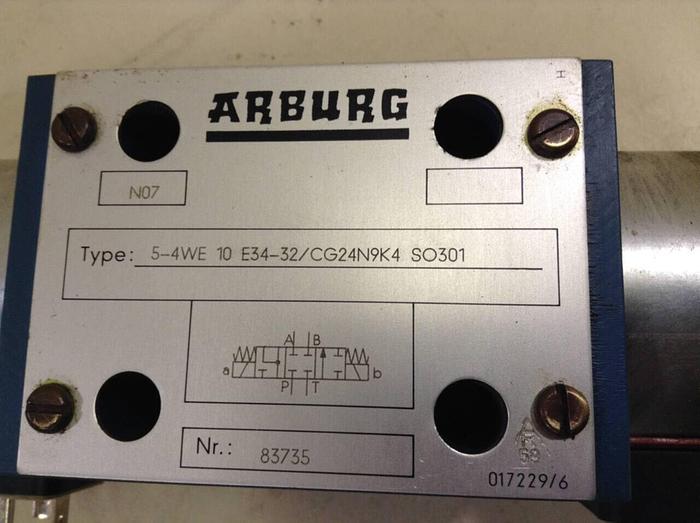 ARBURG
H
N07
Type: 5-4WE 10 E34-32/CG24N9K4 SO301
A B
a b
P T
Nr.: 83735
017229/6